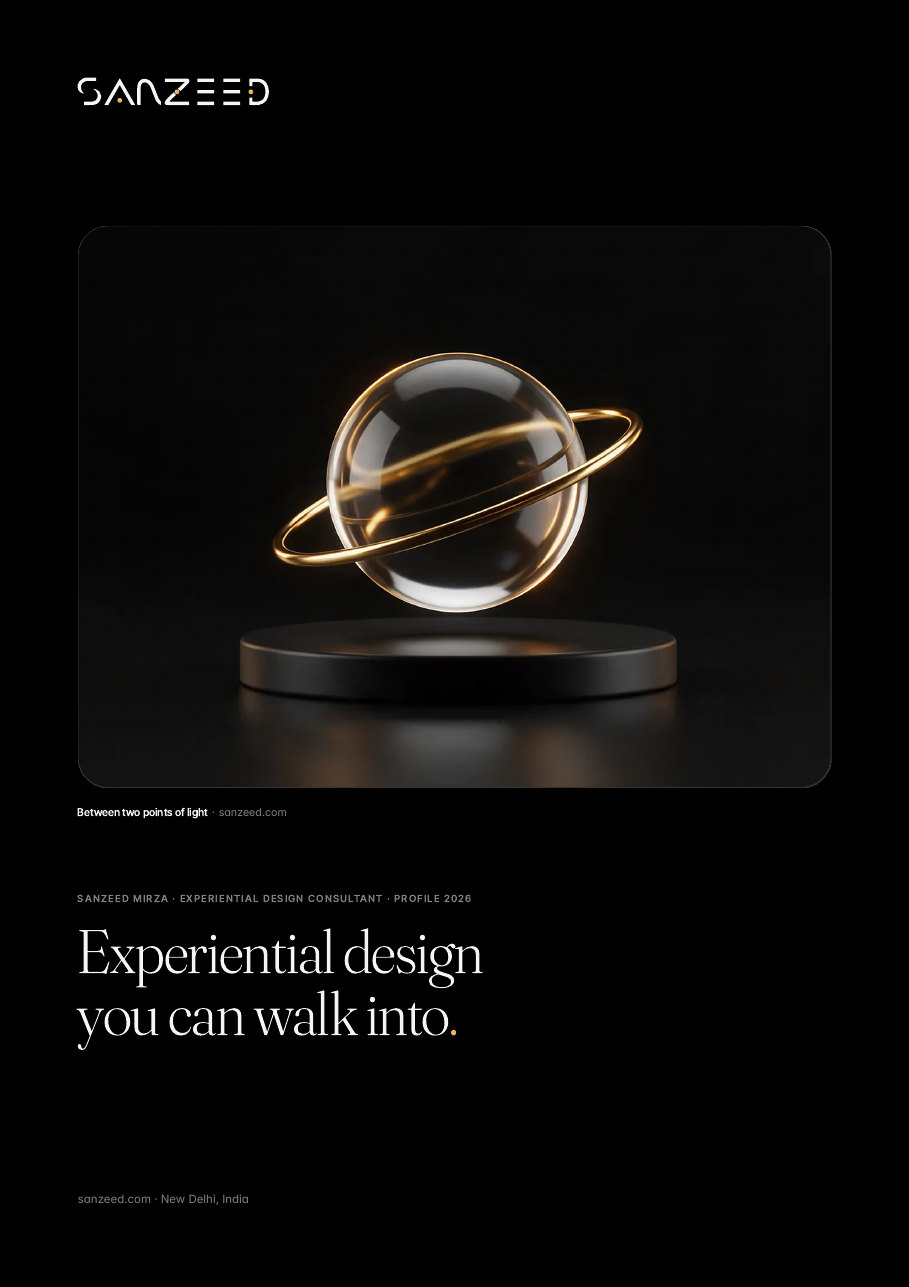 SANZEED
Between two points of light · sanzeed.com
SANZEED MIRZA · EXPERIENTIAL DESIGN CONSULTANT · PROFILE 2026
Experiential design
you can walk into.
sanzeed.com · New Delhi, India